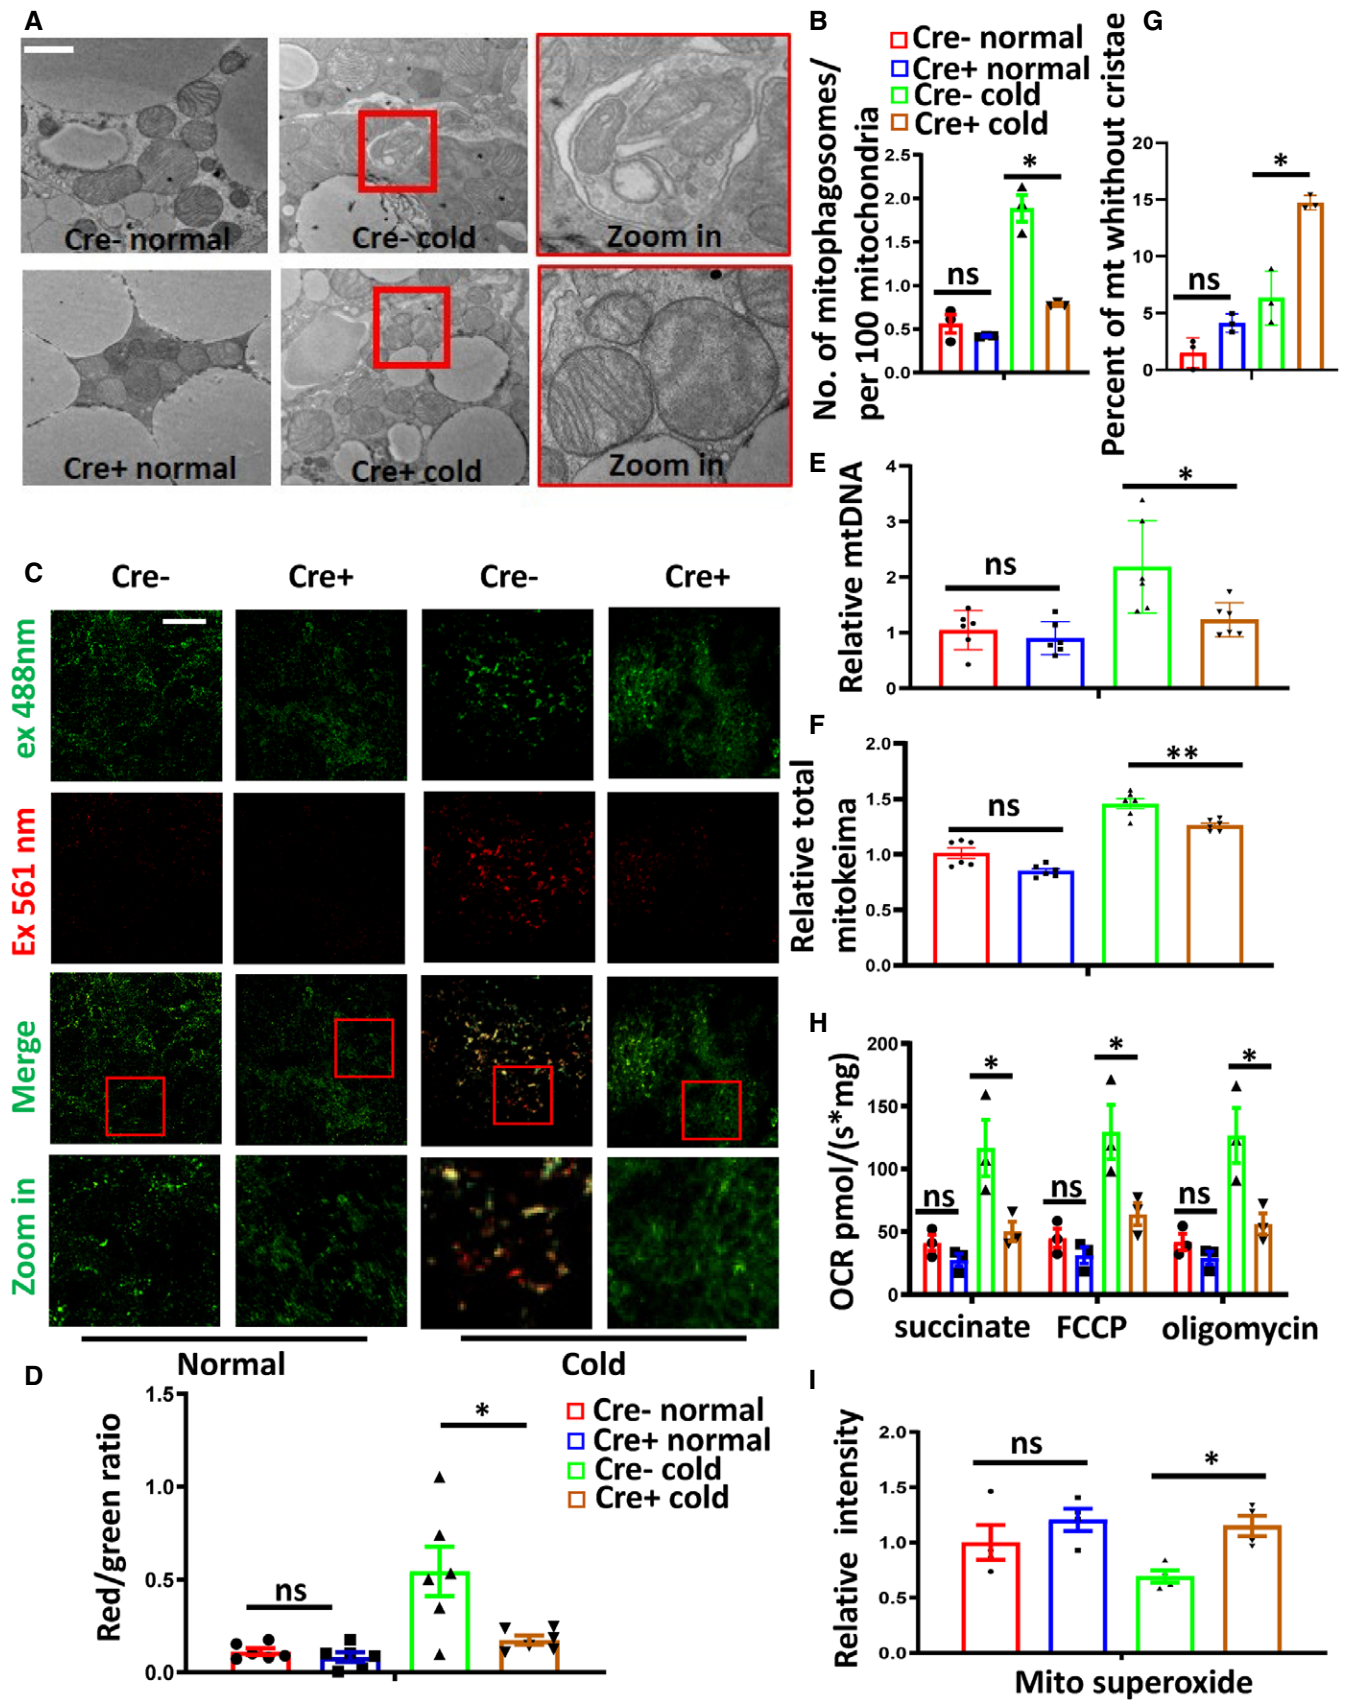 A
Cre- normal
Cre- cold
Zoom in
Cre+ normal
Cre+ cold
Zoom in
B
Cre- normal
Cre+ normal
Cre- cold
Cre+ cold
No. of mitophagosomes/
per 100 mitochondria
2.5
2.0
1.5
1.0
0.5
0.0
ns
*
G
Percent of mt whithout cristae
20
15
10
5
0
ns
*
C
Cre-
Cre+
Cre-
Cre+
ex 488nm
Ex 561 nm
Merge
Zoom in
Normal
Cold
E
Relative mtDNA
4
3
2
1
0
ns
*
F
Relative total
mitokeima
2.0
1.5
1.0
0.5
0.0
ns
**
H
OCR pmol/(s*mg)
200
150
100
50
0
ns
*
ns
*
ns
*
succinate
FCCP
oligomycin
D
Red/green ratio
1.5
1.0
0.5
0.0
ns
*
Cre- normal
Cre+ normal
Cre- cold
Cre+ cold
I
Relative intensity
2.0
1.5
1.0
0.5
0.0
ns
*
Mito superoxide